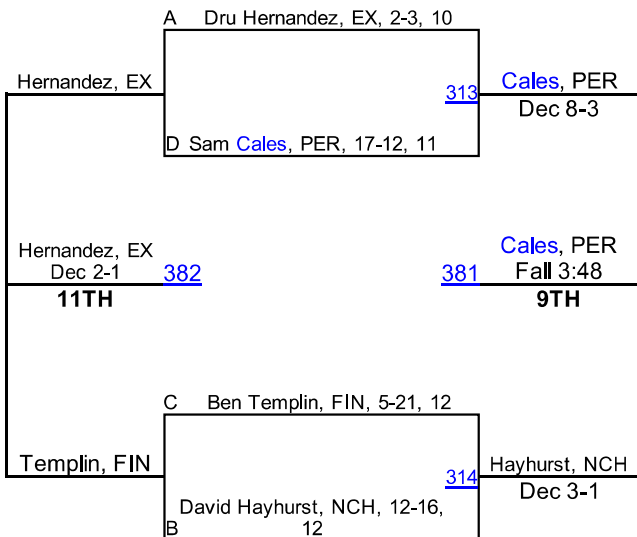 A Dru Hernandez, EX, 2-3, 10
Hernandez, EX
313
Cales, PER
Dec 8-3
D Sam Cales, PER, 17-12, 11
Hernandez, EX
Dec 2-1
382
11TH
Cales, PER
381
Fall 3:48
9TH
C Ben Templin, FIN, 5-21, 12
Templin, FIN
314
Hayhurst, NCH
Dec 3-1
David Hayhurst, NCH, 12-16,
B 12